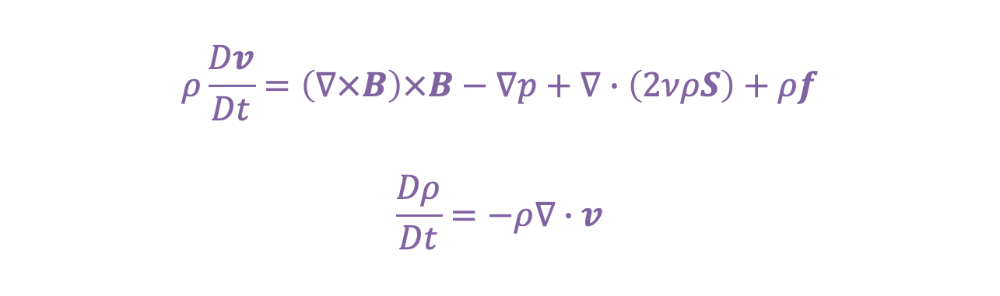 ρ D𝒗/Dt = (∇×𝑩)×𝑩 − ∇p + ∇ · (2νρ𝑺) + ρ𝒇
Dρ/Dt = −ρ∇ · 𝒗